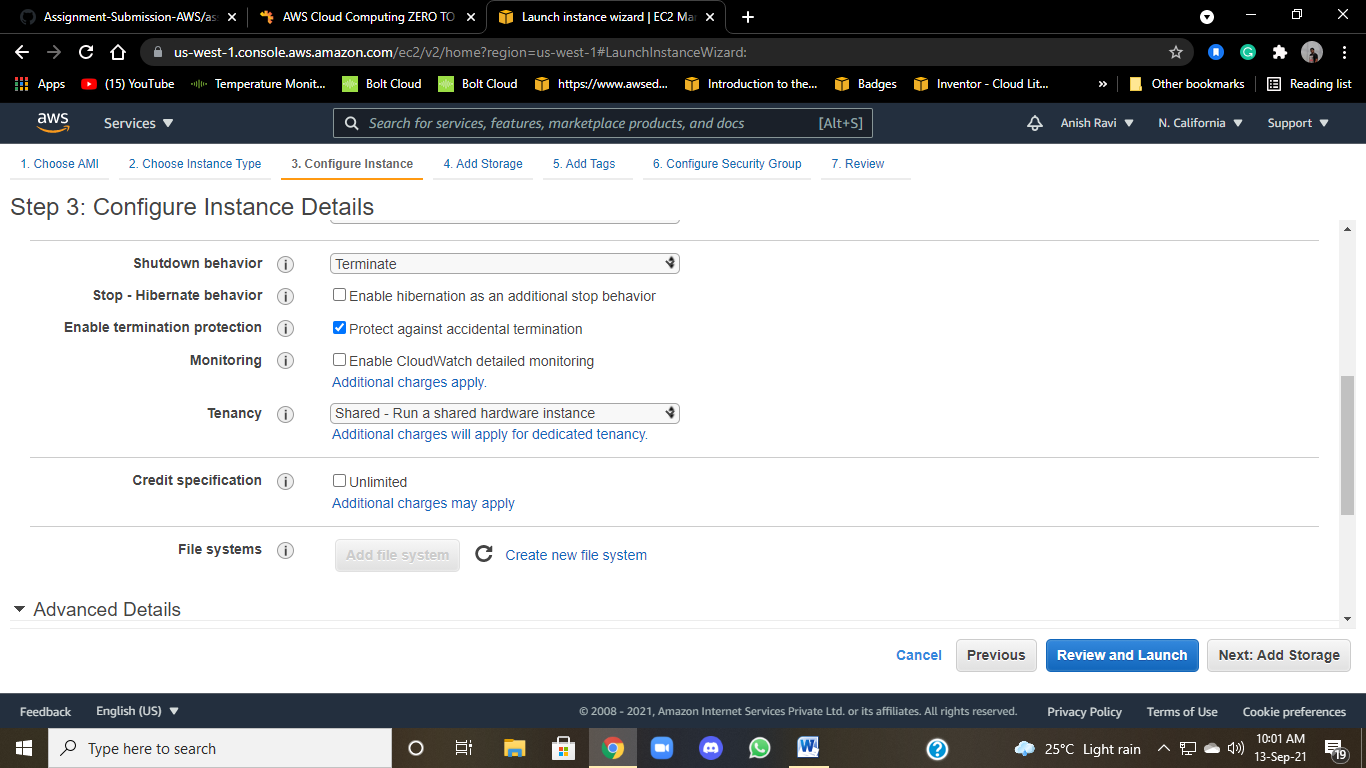 Assignment-Submission-AWS/as
AWS Cloud Computing ZERO TO
Launch instance wizard | EC2 Ma
us-west-1.console.aws.amazon.com/ec2/v2/home?region=us-west-1#LaunchInstanceWizard:
Apps (15) YouTube Temperature Monit... Bolt Cloud Bolt Cloud https://www.awsed... Introduction to the... Badges Inventor - Cloud Lit... » Other bookmarks Reading list
aws Services Search for services, features, marketplace products, and docs [Alt+S] Anish Ravi N. California Support
1. Choose AMI 2. Choose Instance Type 3. Configure Instance 4. Add Storage 5. Add Tags 6. Configure Security Group 7. Review
Step 3: Configure Instance Details
Shutdown behavior i Terminate
Stop - Hibernate behavior i Enable hibernation as an additional stop behavior
Enable termination protection i Protect against accidental termination
Monitoring i Enable CloudWatch detailed monitoring
Additional charges apply.
Tenancy i Shared - Run a shared hardware instance
Additional charges will apply for dedicated tenancy.
Credit specification i Unlimited
Additional charges may apply
File systems i Add file system Create new file system
Advanced Details
Cancel Previous Review and Launch Next: Add Storage
Feedback English (US) © 2008 - 2021, Amazon Internet Services Private Ltd. or its affiliates. All rights reserved. Privacy Policy Terms of Use Cookie preferences
Type here to search 25°C Light rain 10:01 AM
13-Sep-21 19